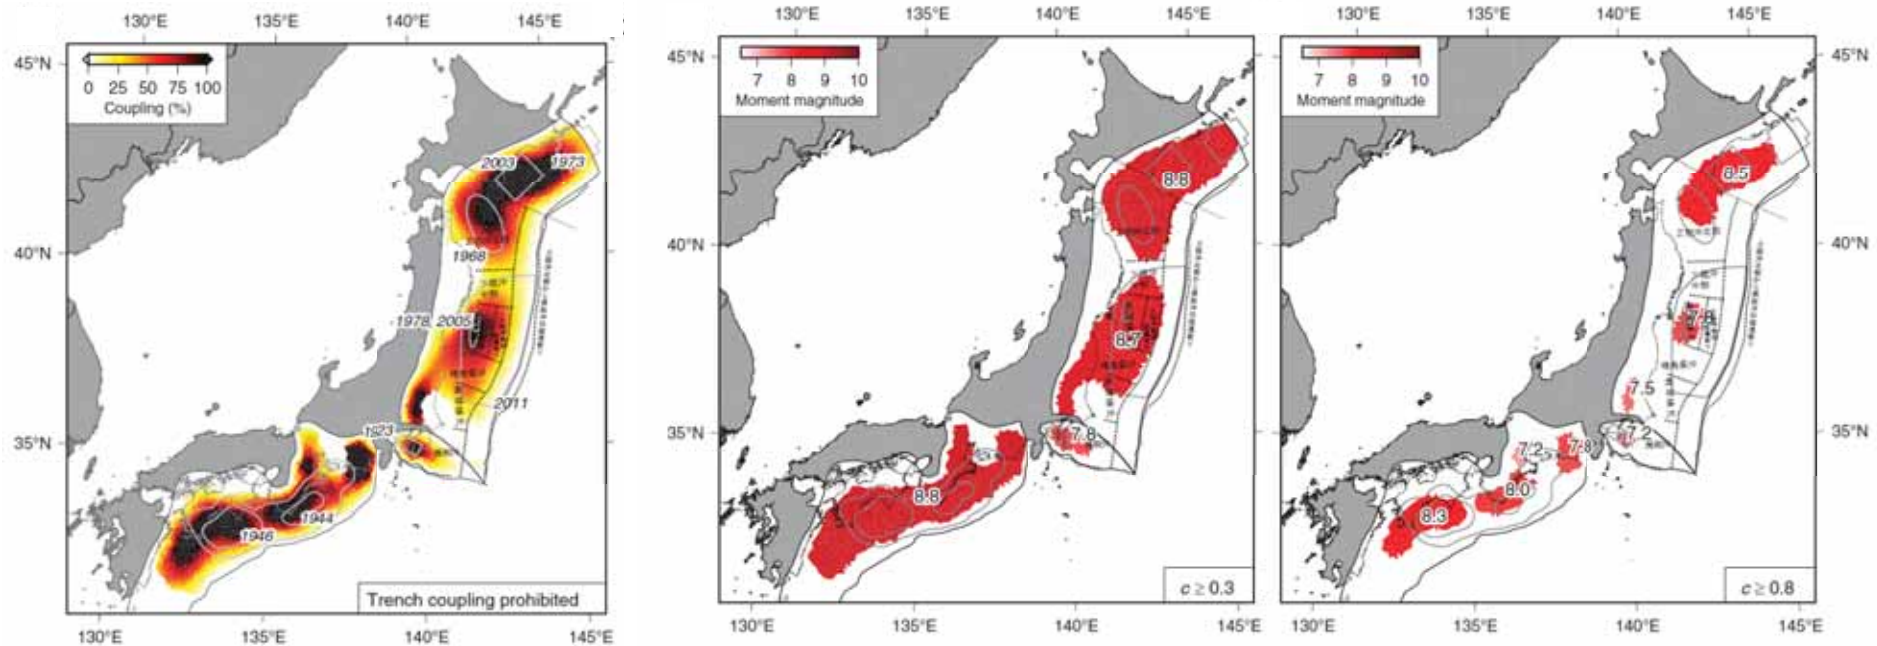 130°E 135°E 140°E 145°E
45°N
0 25 50 75 100
Coupling (%)
2003 1973
40°N
1968
1978 2005
2011
35°N
1923
1944
1946
Trench coupling prohibited
130°E 135°E 140°E 145°E
130°E 135°E 140°E 145°E
45°N
7 8 9 10
Moment magnitude
8.8
40°N
8.7
35°N
7.8
8.8
c ≥ 0.3
130°E 135°E 140°E 145°E
130°E 135°E 140°E 145°E
45°N
7 8 9 10
Moment magnitude
8.5
40°N
7.5
35°N
7.2
7.2 7.8
8.0
8.3
c ≥ 0.8
130°E 135°E 140°E 145°E